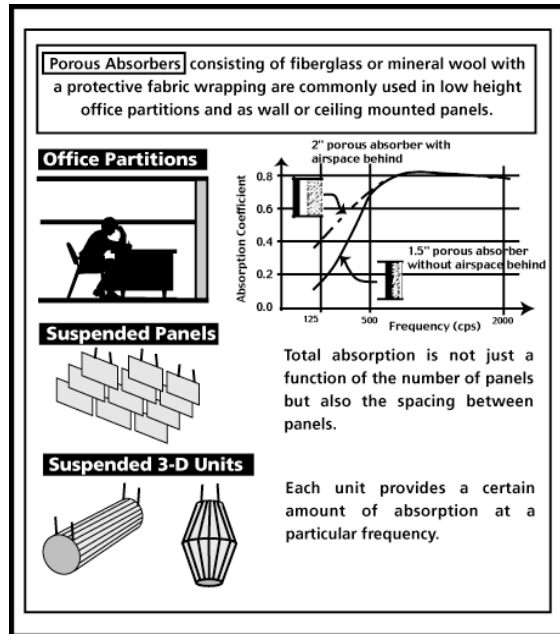 Porous Absorbers consisting of fiberglass or mineral wool with
a protective fabric wrapping are commonly used in low height
office partitions and as wall or ceiling mounted panels.
Office Partitions
2" porous absorber with
airspace behind
Absorption Coefficient
0.8
0.6
0.4
0.2
0.0
1.5" porous absorber
without airspace behind
125
500
2000
Frequency (cps)
Suspended Panels
Total absorption is not just a
function of the number of panels
but also the spacing between
panels.
Suspended 3-D Units
Each unit provides a certain
amount of absorption at a
particular frequency.